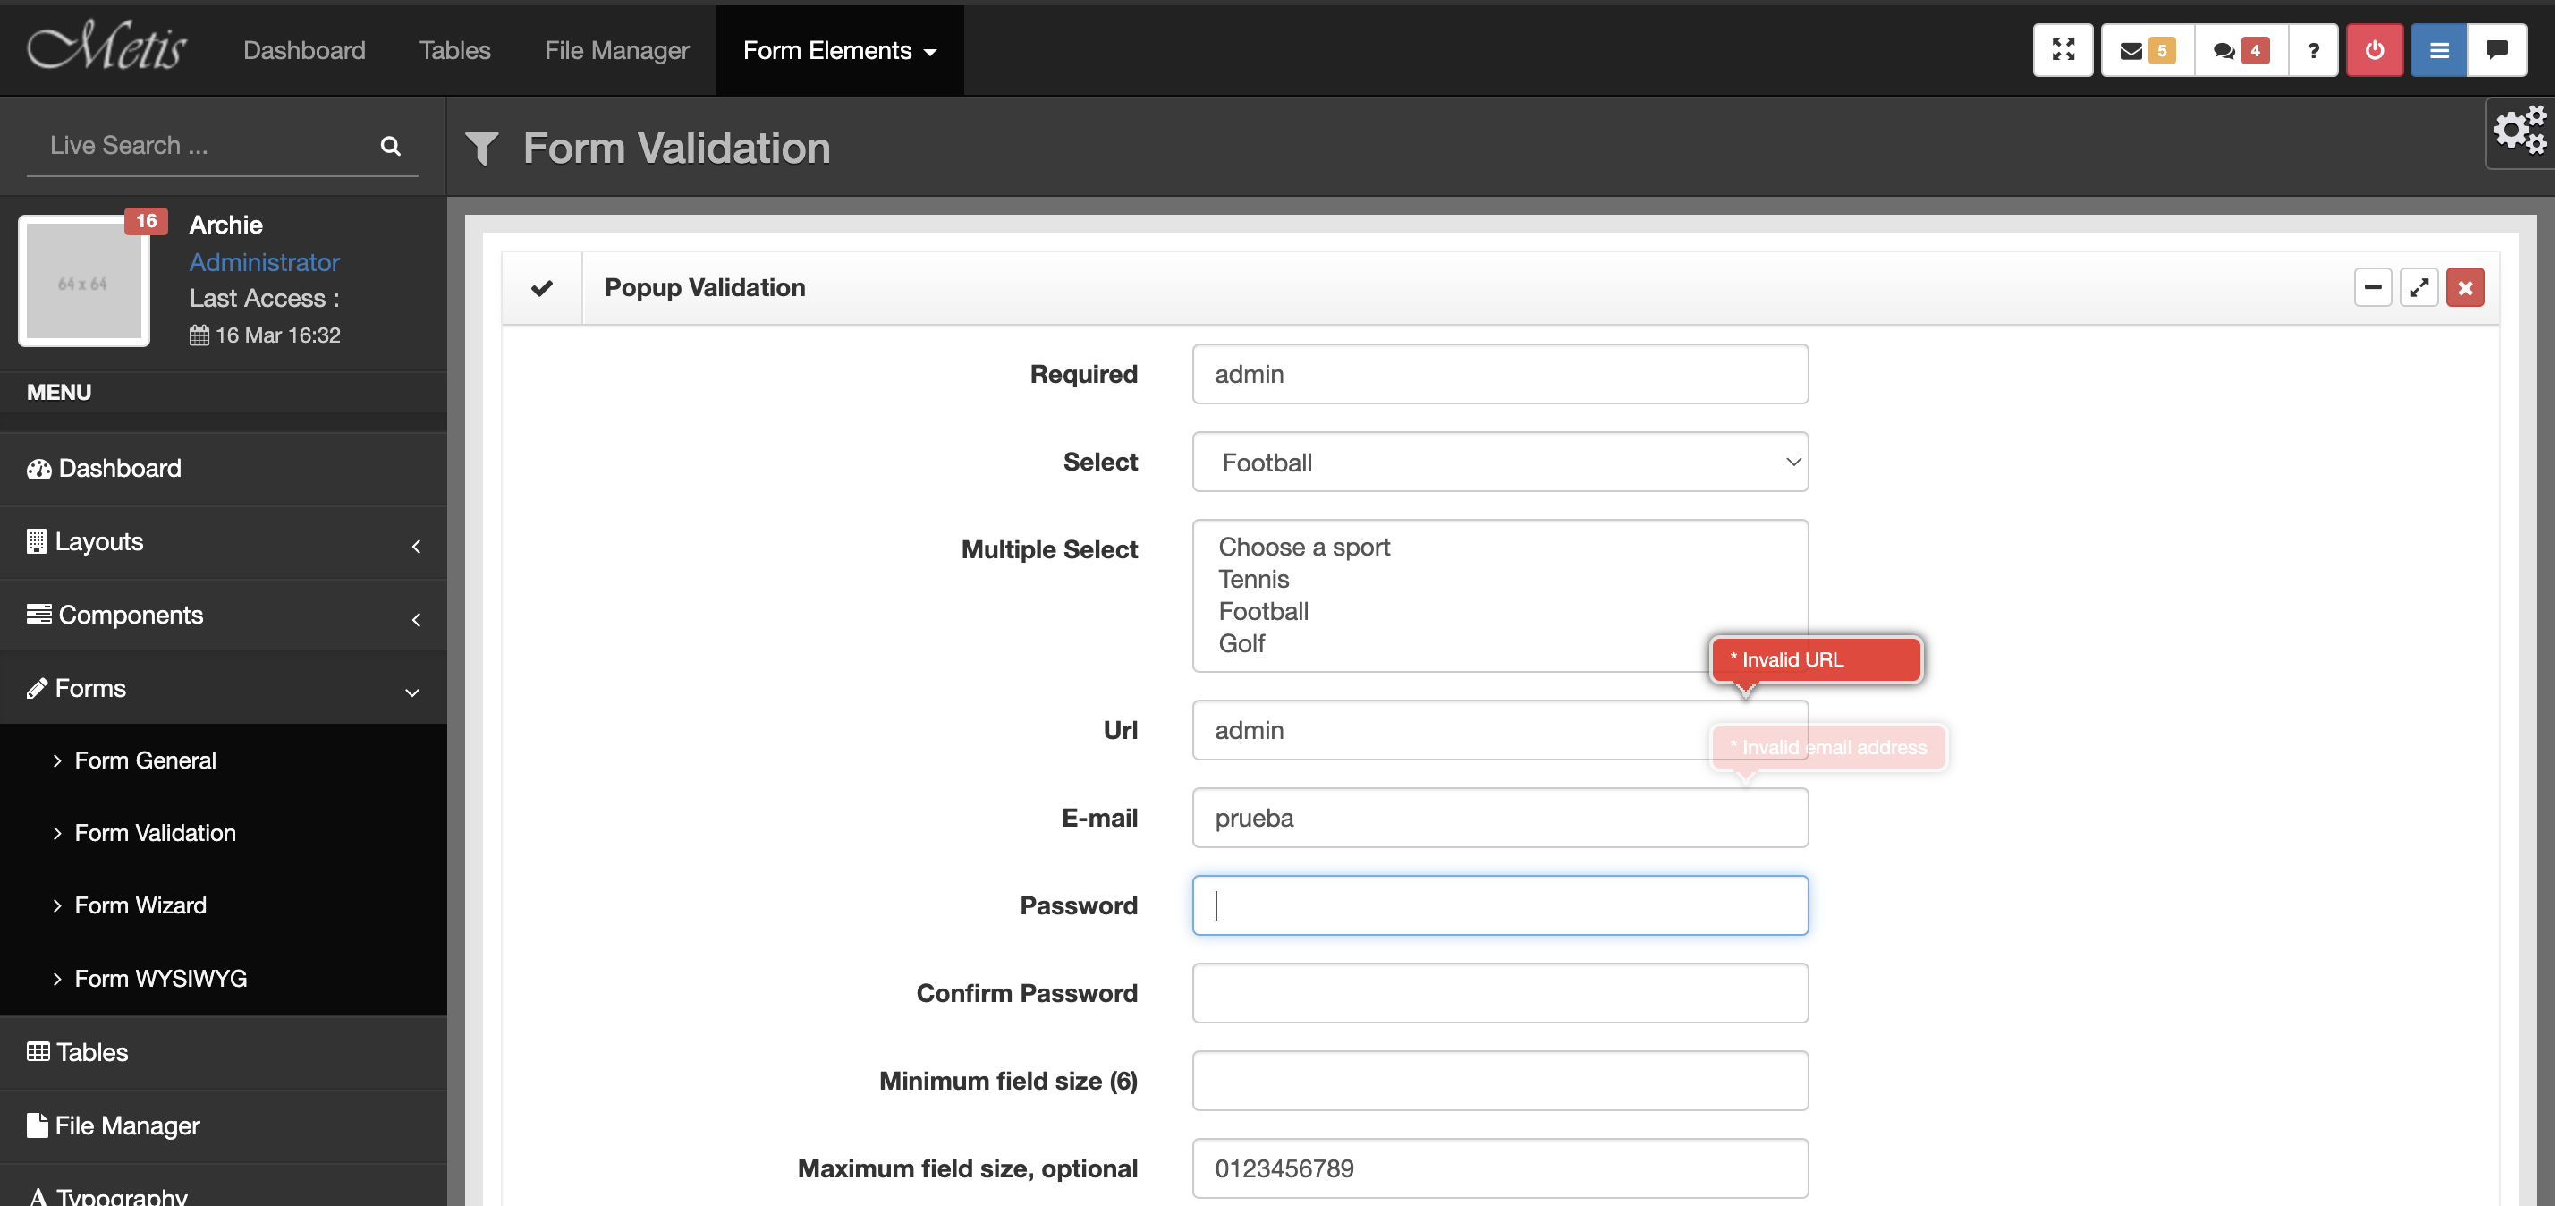 Metis
Dashboard
Tables
File Manager
Form Elements
5
4
?
Live Search ...
Form Validation
16
64 x 64
Archie
Administrator
Last Access :
16 Mar 16:32
MENU
Dashboard
Layouts
Components
Forms
Form General
Form Validation
Form Wizard
Form WYSIWYG
Tables
File Manager
Typography
Popup Validation
Required
admin
Select
Football
Multiple Select
Choose a sport
Tennis
Football
Golf
* Invalid URL
Url
admin
* Invalid email address
E-mail
prueba
Password
Confirm Password
Minimum field size (6)
Maximum field size, optional
0123456789